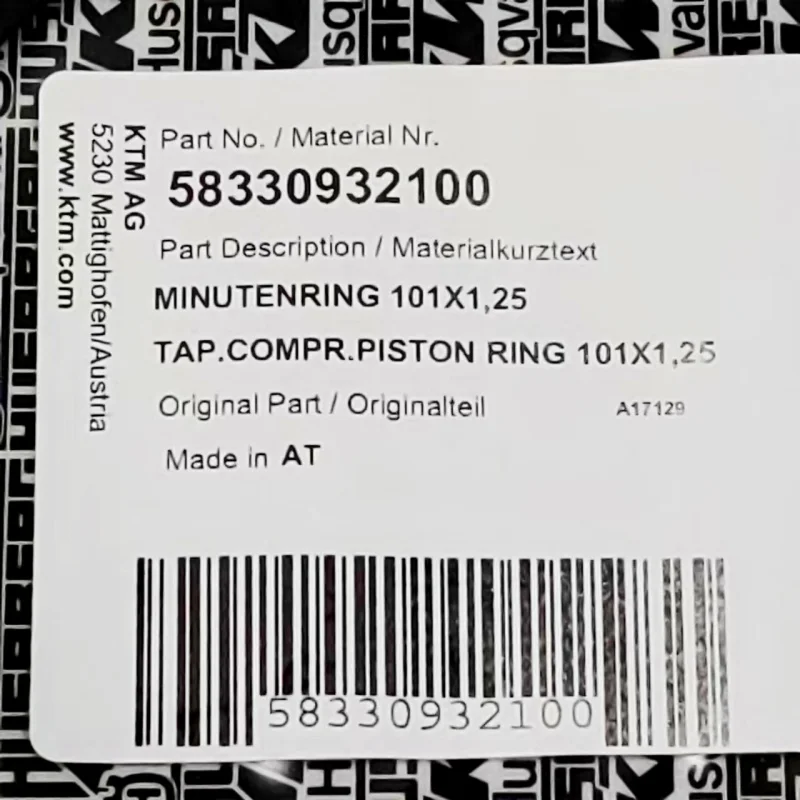 KTM AG
5230 Mattighofen/Austria
www.ktm.com
Part No. / Material Nr.
58330932100
Part Description / Materialkurztext
MINUTENRING 101X1,25
TAP.COMPR.PISTON RING 101X1,25
Original Part / Originalteil
A17129
Made in AT
58330932100